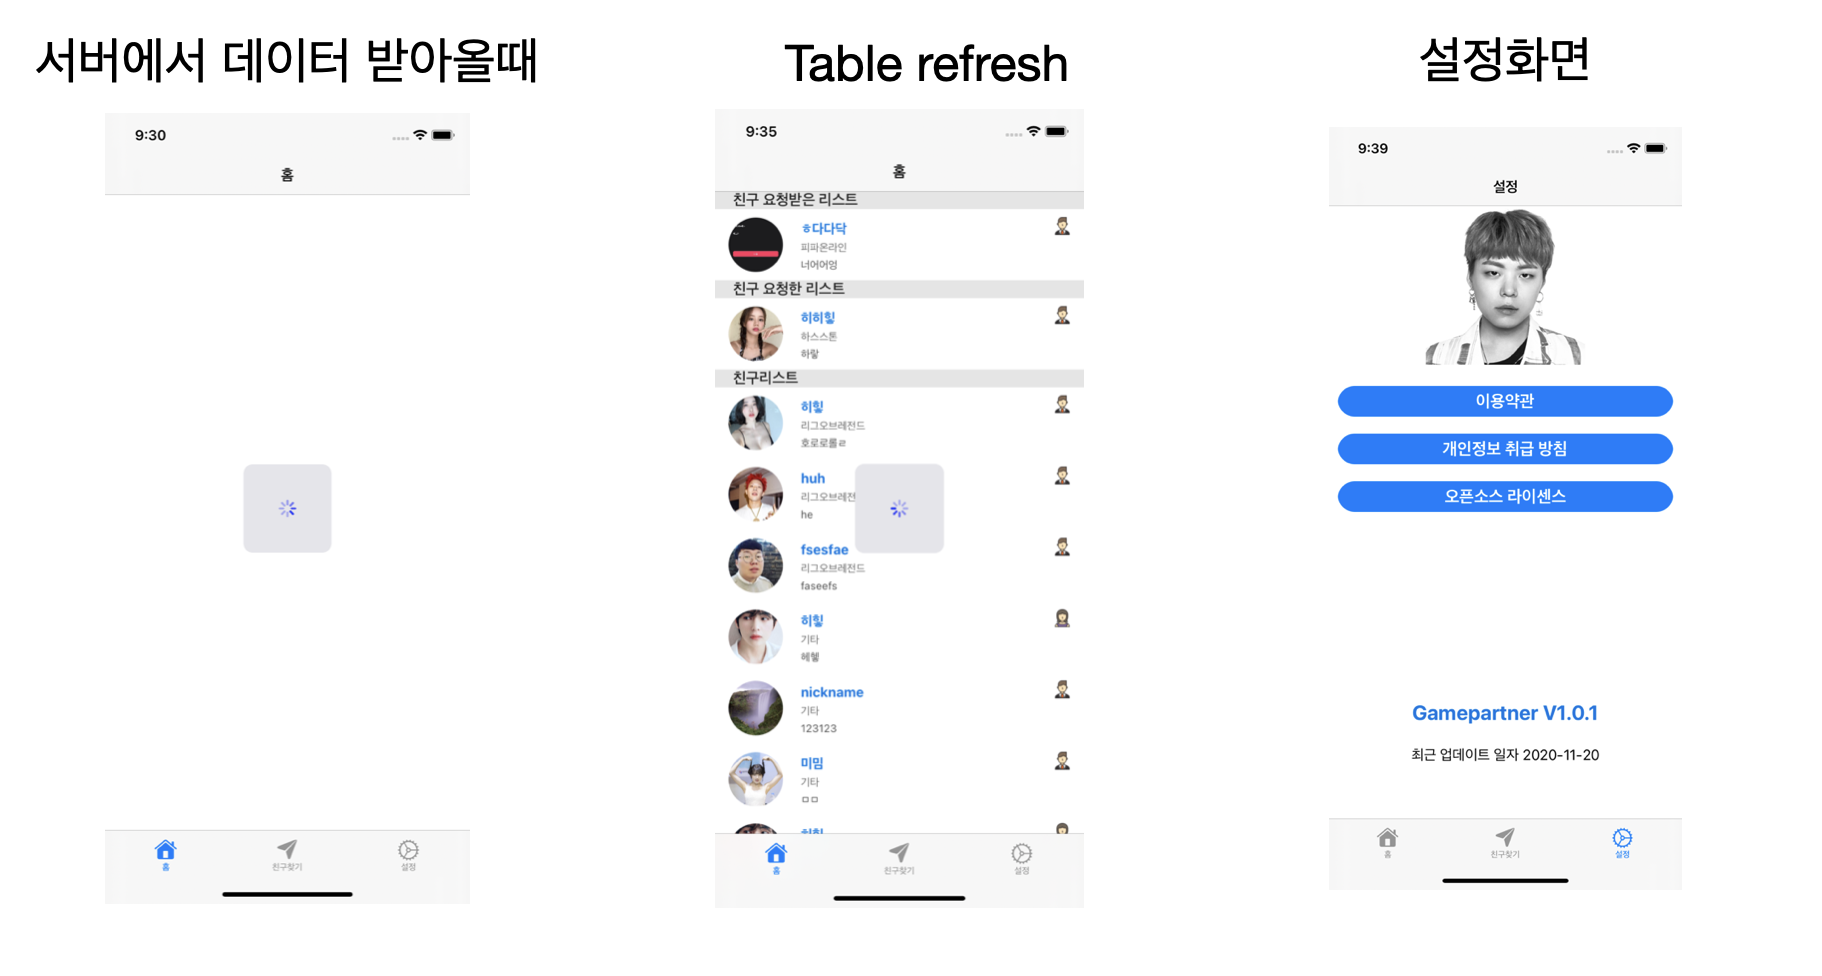 서버에서 데이터 받아올때
9:30
홈
홈
친구찾기
설정
Table refresh
9:35
홈
친구 요청받은 리스트
ㅎ다다닥
피파온라인
너어어엉
친구 요청한 리스트
히히힣
하스스톤
하랗
친구리스트
히힣
리그오브레전드
호로로롤ㄹ
huh
리그오브레전
he
fsesfae
리그오브레전드
faseefs
히힣
기타
헤헿
nickname
기타
123123
미밈
기타
ㅁㅁ
홈
친구찾기
설정
설정화면
9:39
설정
이용약관
개인정보 취급 방침
오픈소스 라이센스
Gamepartner V1.0.1
최근 업데이트 일자 2020-11-20
홈
친구찾기
설정